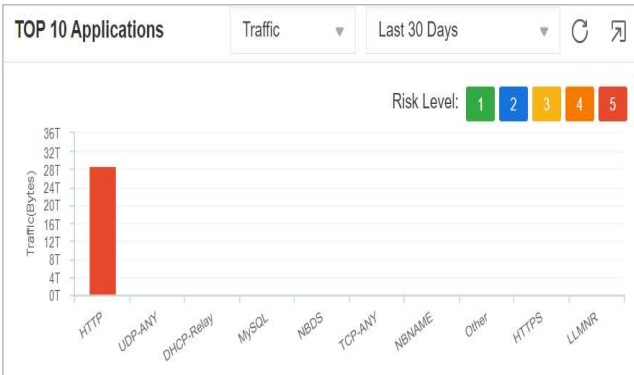 TOP 10 Applications Traffic Last 30 Days
Risk Level: 1 2 3 4 5
Traffic(Bytes)
36T
32T
28T
24T
20T
16T
12T
8T
4T
0T
HTTP UDP-ANY DHCP-Relay MySQL NBDS TCP-ANY NBNAME Other HTTPS LLMNR